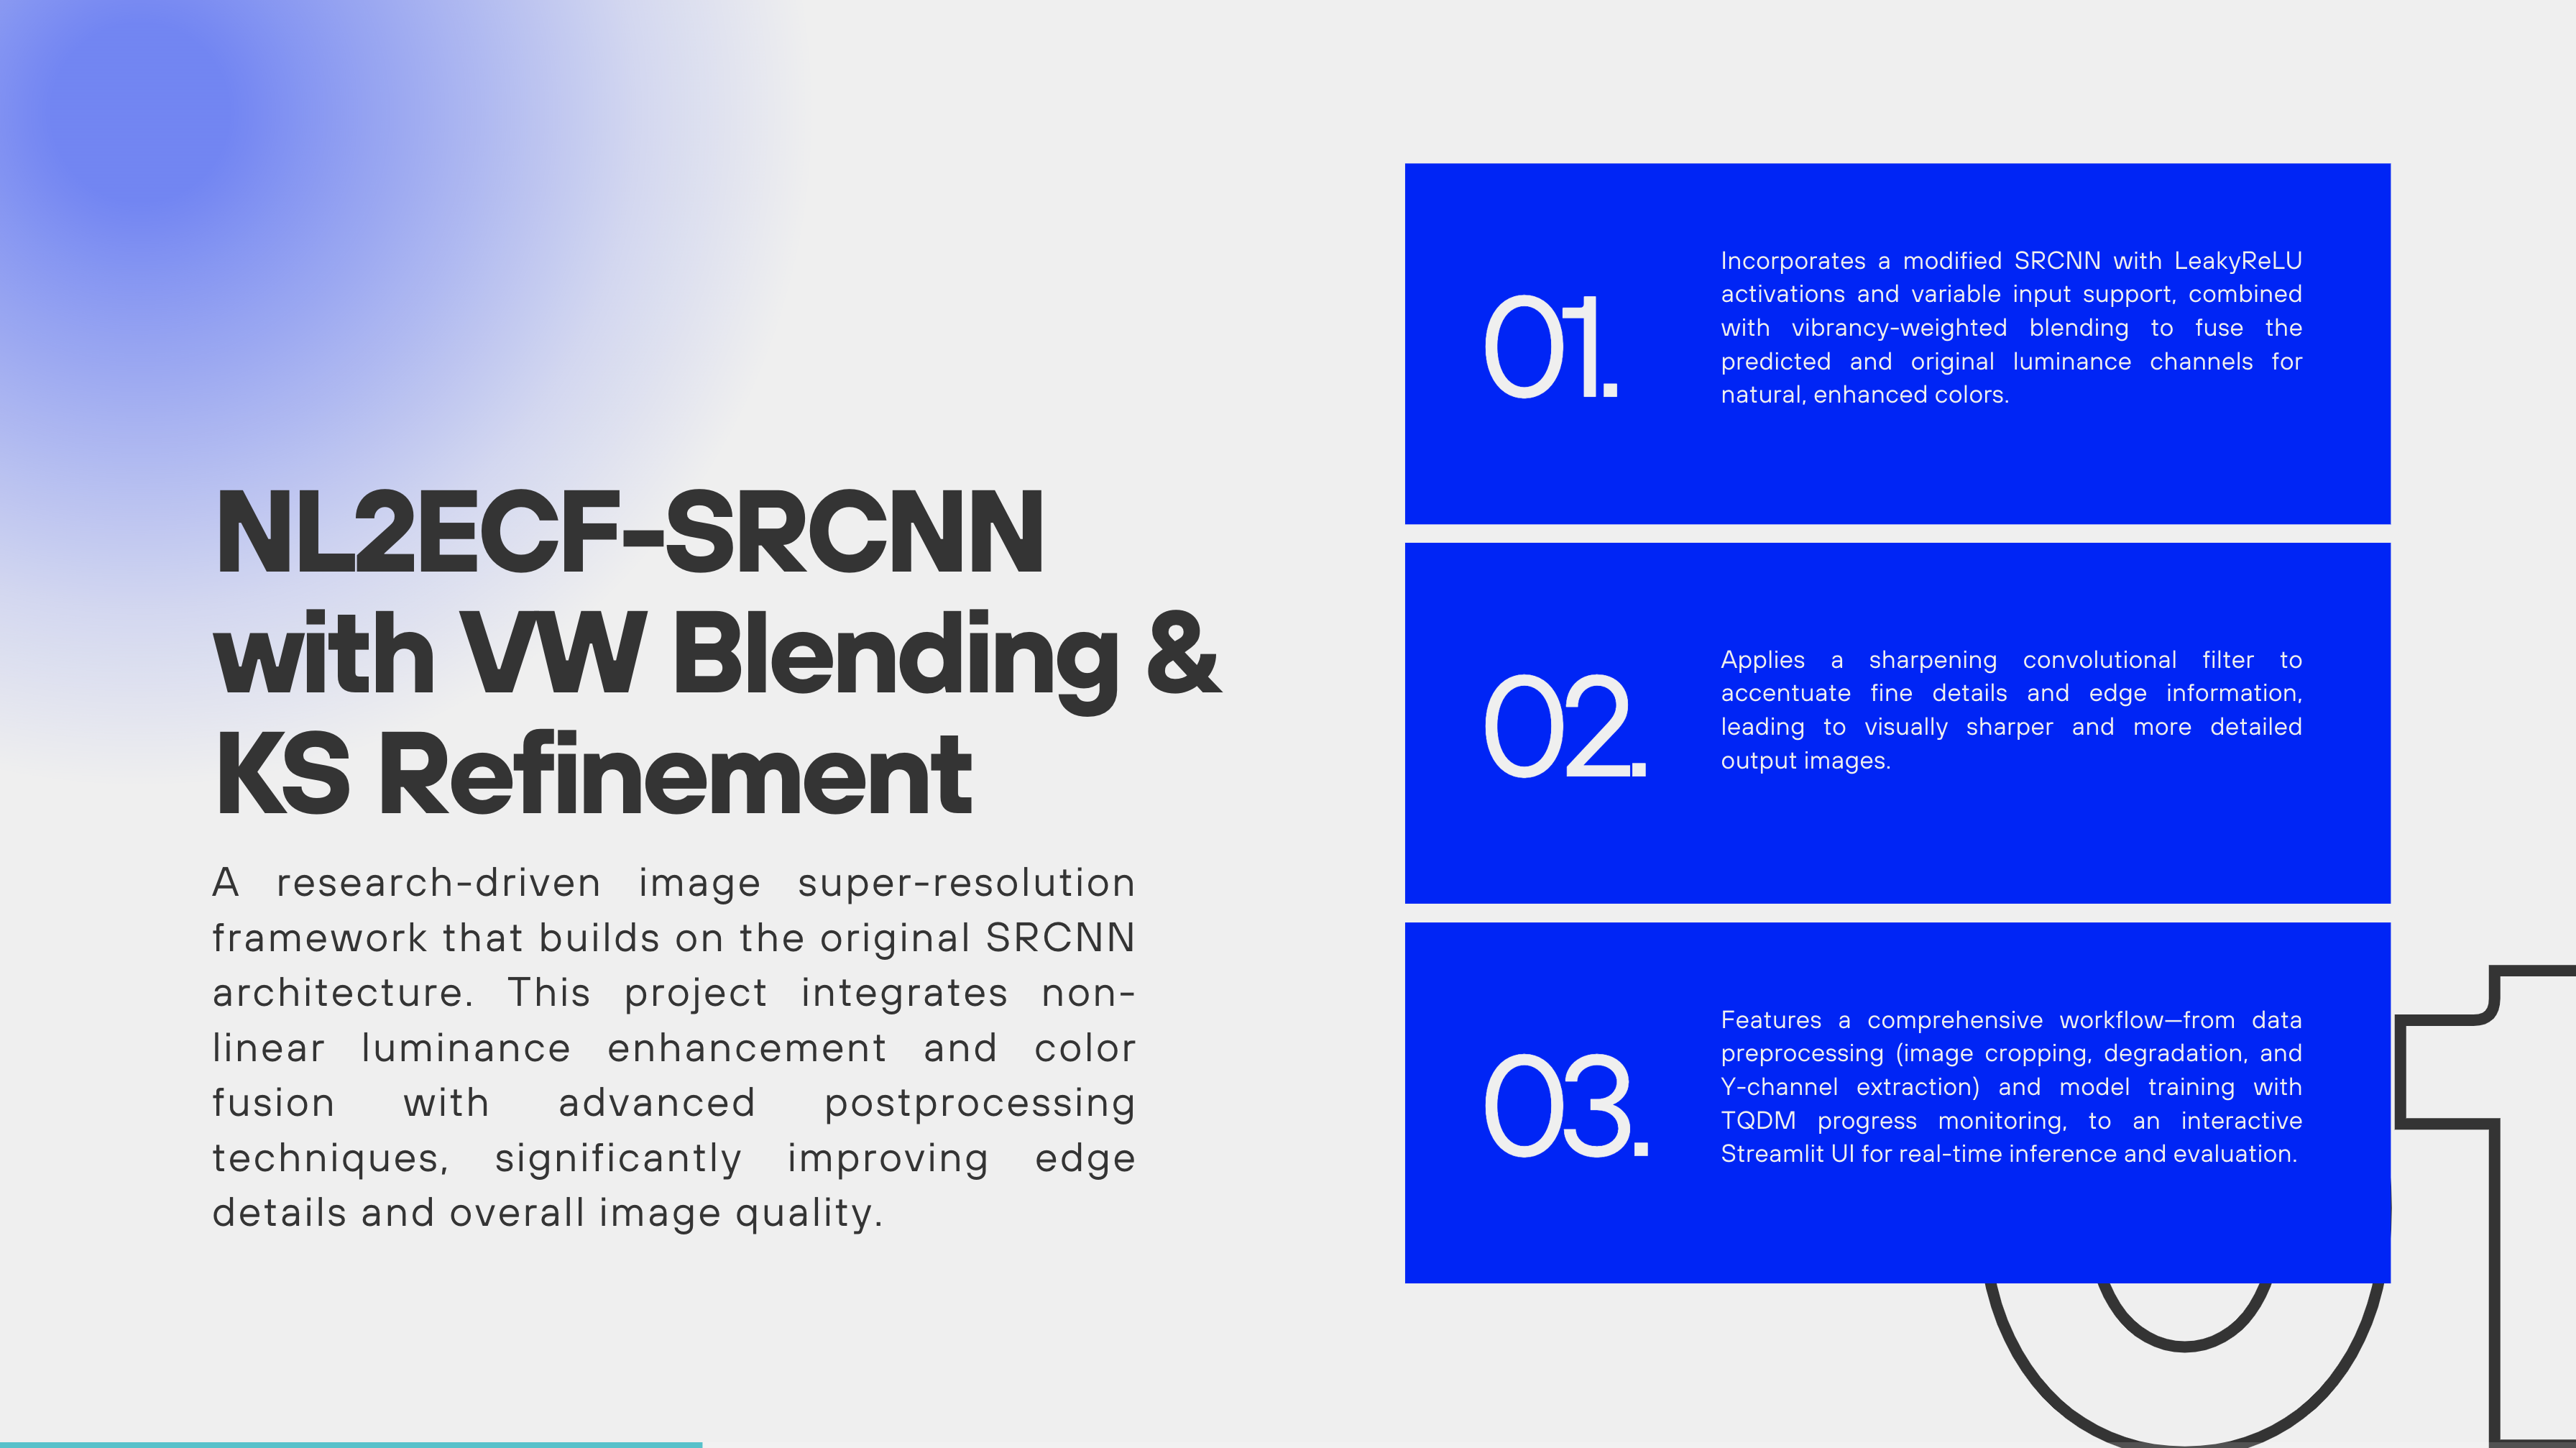 NL2ECF-SRCNN
with VW Blending &
KS Refinement
A research-driven image super-resolution
framework that builds on the original SRCNN
architecture. This project integrates non-
linear luminance enhancement and color
fusion with advanced postprocessing
techniques, significantly improving edge
details and overall image quality.
01.
Incorporates a modified SRCNN with LeakyReLU
activations and variable input support, combined
with vibrancy-weighted blending to fuse the
predicted and original luminance channels for
natural, enhanced colors.
02.
Applies a sharpening convolutional filter to
accentuate fine details and edge information,
leading to visually sharper and more detailed
output images.
03.
Features a comprehensive workflow—from data
preprocessing (image cropping, degradation, and
Y-channel extraction) and model training with
TQDM progress monitoring, to an interactive
Streamlit UI for real-time inference and evaluation.
01